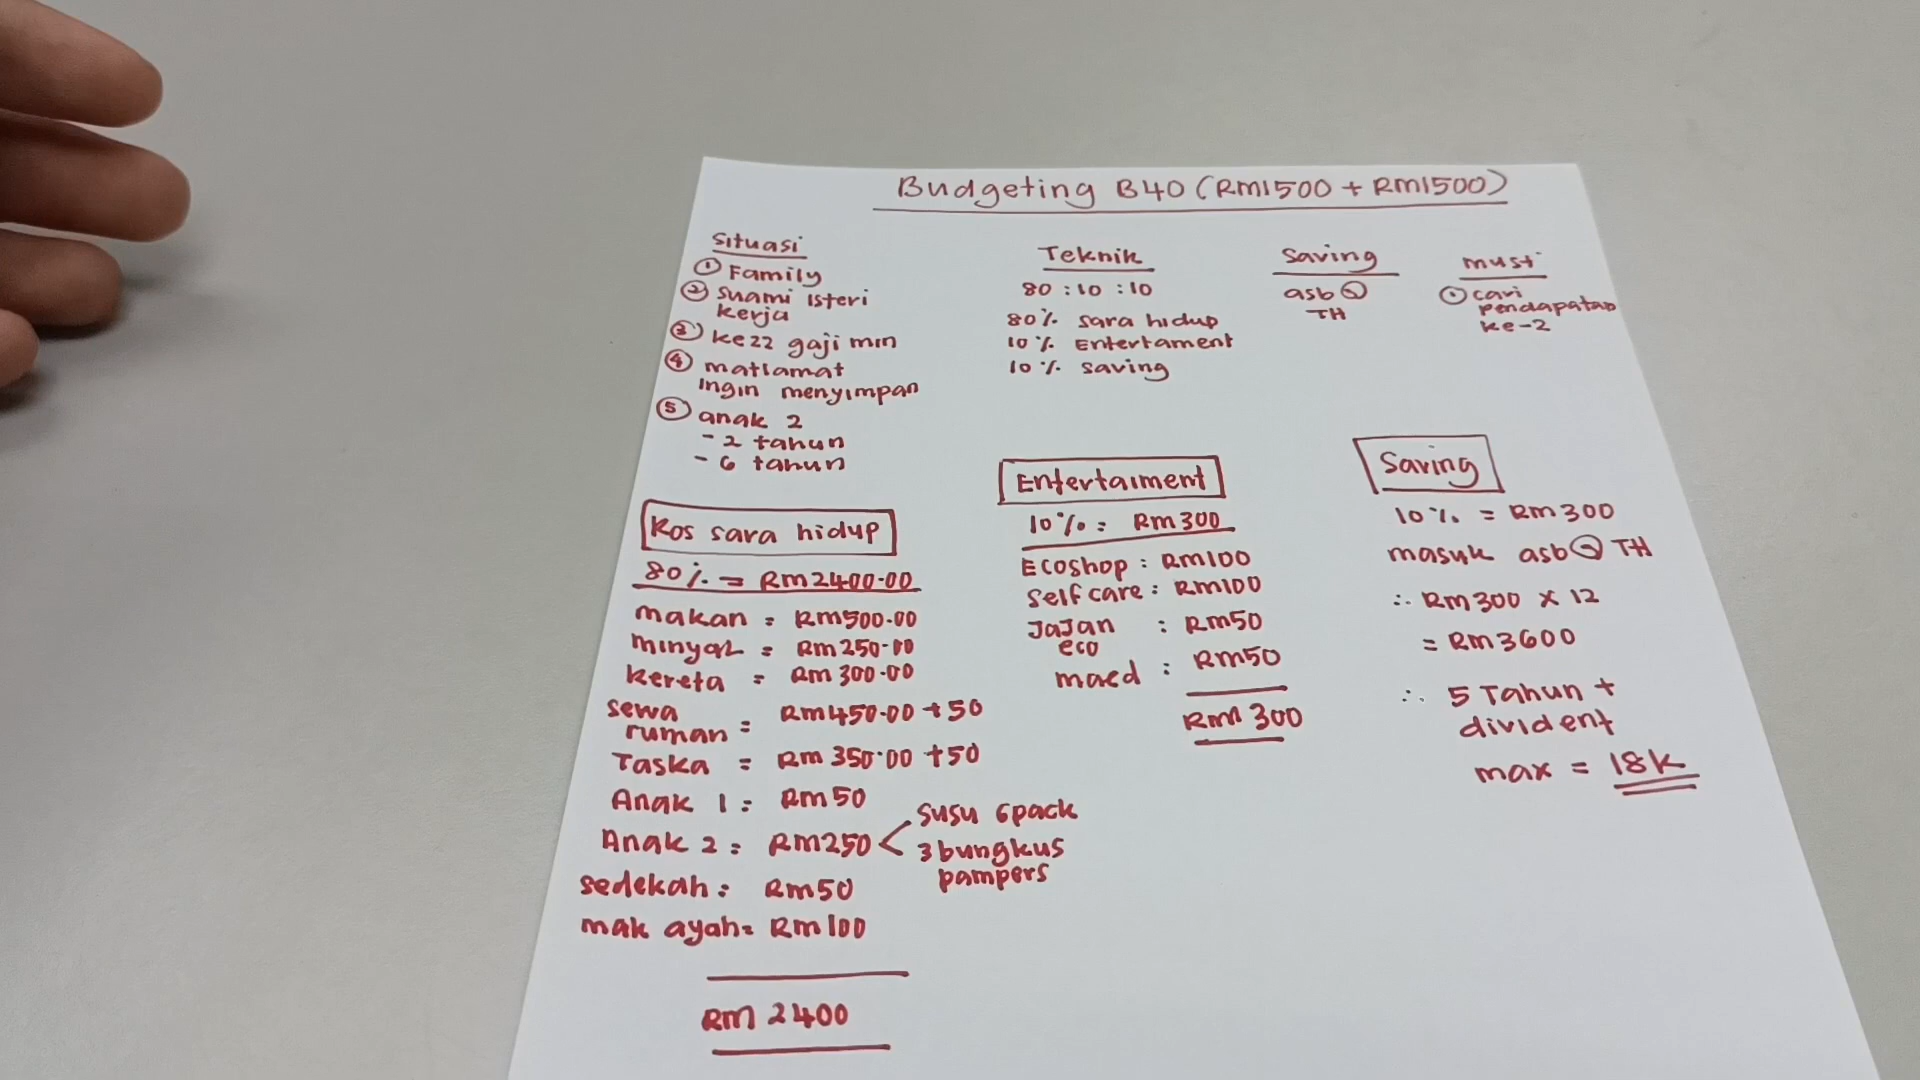 Budgeting B40 (RM1500 + RM1500)
Situasi
① Family
② Suami Isteri
kerja
③ ke22 gaji min
④ matlamat
Ingin menyimpan
⑤ anak 2
- 2 tahun
- 6 tahun
Teknik
80 : 10 : 10
80% sara hidup
10% Entertament
10% saving
Saving
asb
TH
must
① cari
pendapatan
ke-2
Kos sara hidup
80% = RM2400.00
makan = RM500.00
minyak = RM250.00
kereta = RM300.00
sewa
rumah = RM450.00 + 50
Taska = RM350.00 + 50
Anak 1 = RM50
Anak 2 = RM250 < susu 6pack
3 bungkus
pampers
sedekah = RM50
mak ayah = RM100
RM 2400
Entertaiment
10% = RM300
Ecoshop : RM100
Self care : RM100
JaJan : RM50
eco
maed : RM50
RM 300
Saving
10% = RM300
masuk asb TH
∴ RM300 x 12
= RM3600
∴ 5 Tahun +
divident
max = 18k